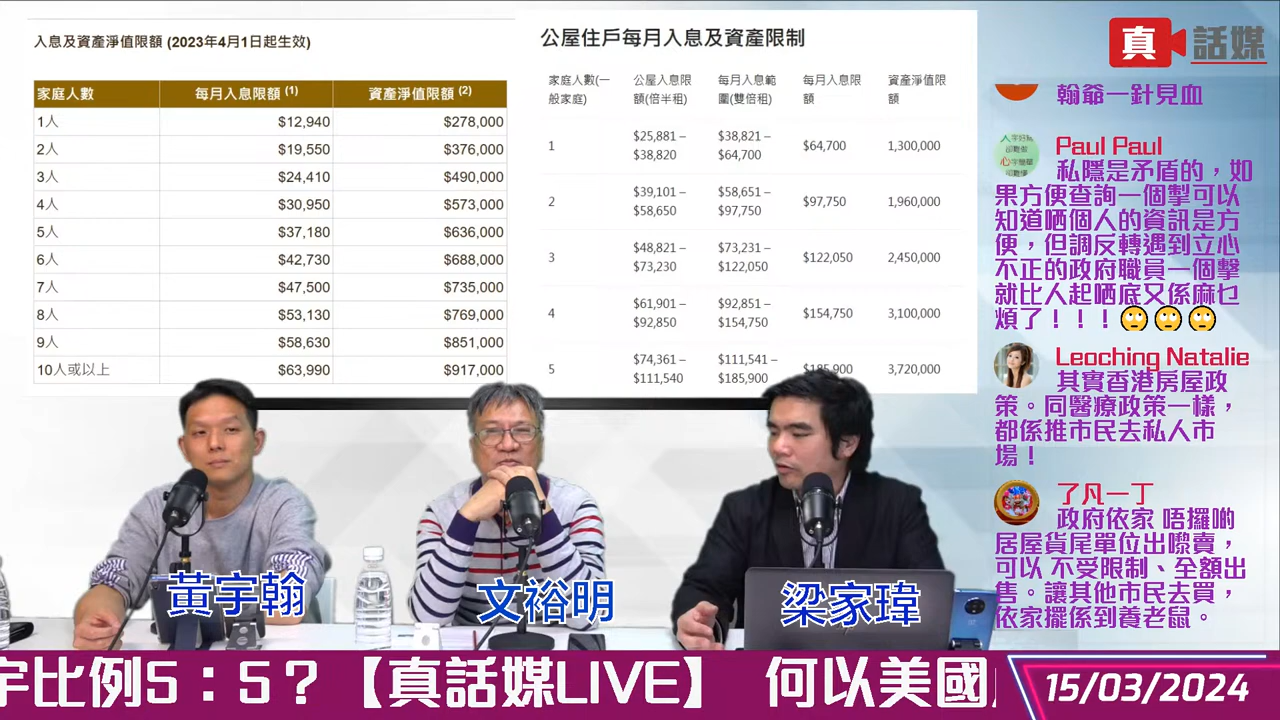 入息及資產淨值限額 (2023年4月1日起生效)
家庭人數 每月入息限額 (1) 資產淨值限額 (2)
1人 $12,940 $278,000
2人 $19,550 $376,000
3人 $24,410 $490,000
4人 $30,950 $573,000
5人 $37,180 $636,000
6人 $42,730 $688,000
7人 $47,500 $735,000
8人 $53,130 $769,000
9人 $58,630 $851,000
10人或以上 $63,990 $917,000
公屋住戶每月入息及資產限制
家庭人數(一 公屋入息限 每月入息範 每月入息限 資產淨值限
般家庭) 額(倍半租) 圍(雙倍租) 額 額
1 $25,881 – $38,821 – $64,700 1,300,000
$38,820 $64,700
2 $39,101 – $58,651 – $97,750 1,960,000
$58,650 $97,750
3 $48,821 – $73,231 – $122,050 2,450,000
$73,230 $122,050
4 $61,901 – $92,851 – $154,750 3,100,000
$92,850 $154,750
5 $74,361 – $111,541 – $185,900 3,720,000
$111,540 $185,900
真話媒
翰爺一針見血
Paul Paul
私隱是矛盾的，如
果方便查詢一個掣可以
知道哂個人的資訊是方
便，但調反轉遇到立心
不正的政府職員一個擊
就比人起哂底又係麻乜
煩了！！！🙄🙄🙄
Leoching Natalie
其實香港房屋政
策。同醫療政策一樣，
都係推市民去私人市
場！
了凡一丁
政府依家 唔攞啲
居屋貨尾單位出嚟賣，
可以 不受限制、全額出
售。讓其他市民去買，
依家擺係到養老鼠。
黃宇翰
文裕明
梁家瑋
字比例5：5？【真話媒LIVE】 何以美國
15/03/2024